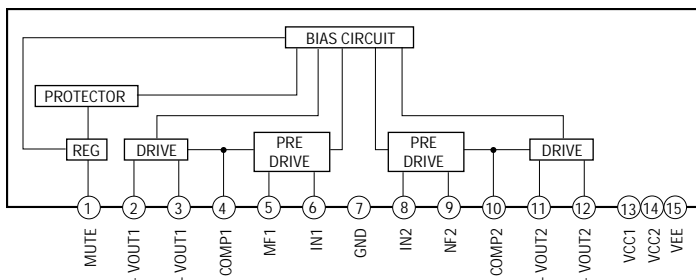 BIAS CIRCUIT
PROTECTOR
REG
DRIVE
PRE
DRIVE
PRE
DRIVE
DRIVE
1
2
3
4
5
6
7
8
9
10
11
12
13
14
15
MUTE
VOUT1
VOUT1
COMP1
MF1
IN1
GND
IN2
NF2
COMP2
VOUT2
VOUT2
VCC1
VCC2
VEE